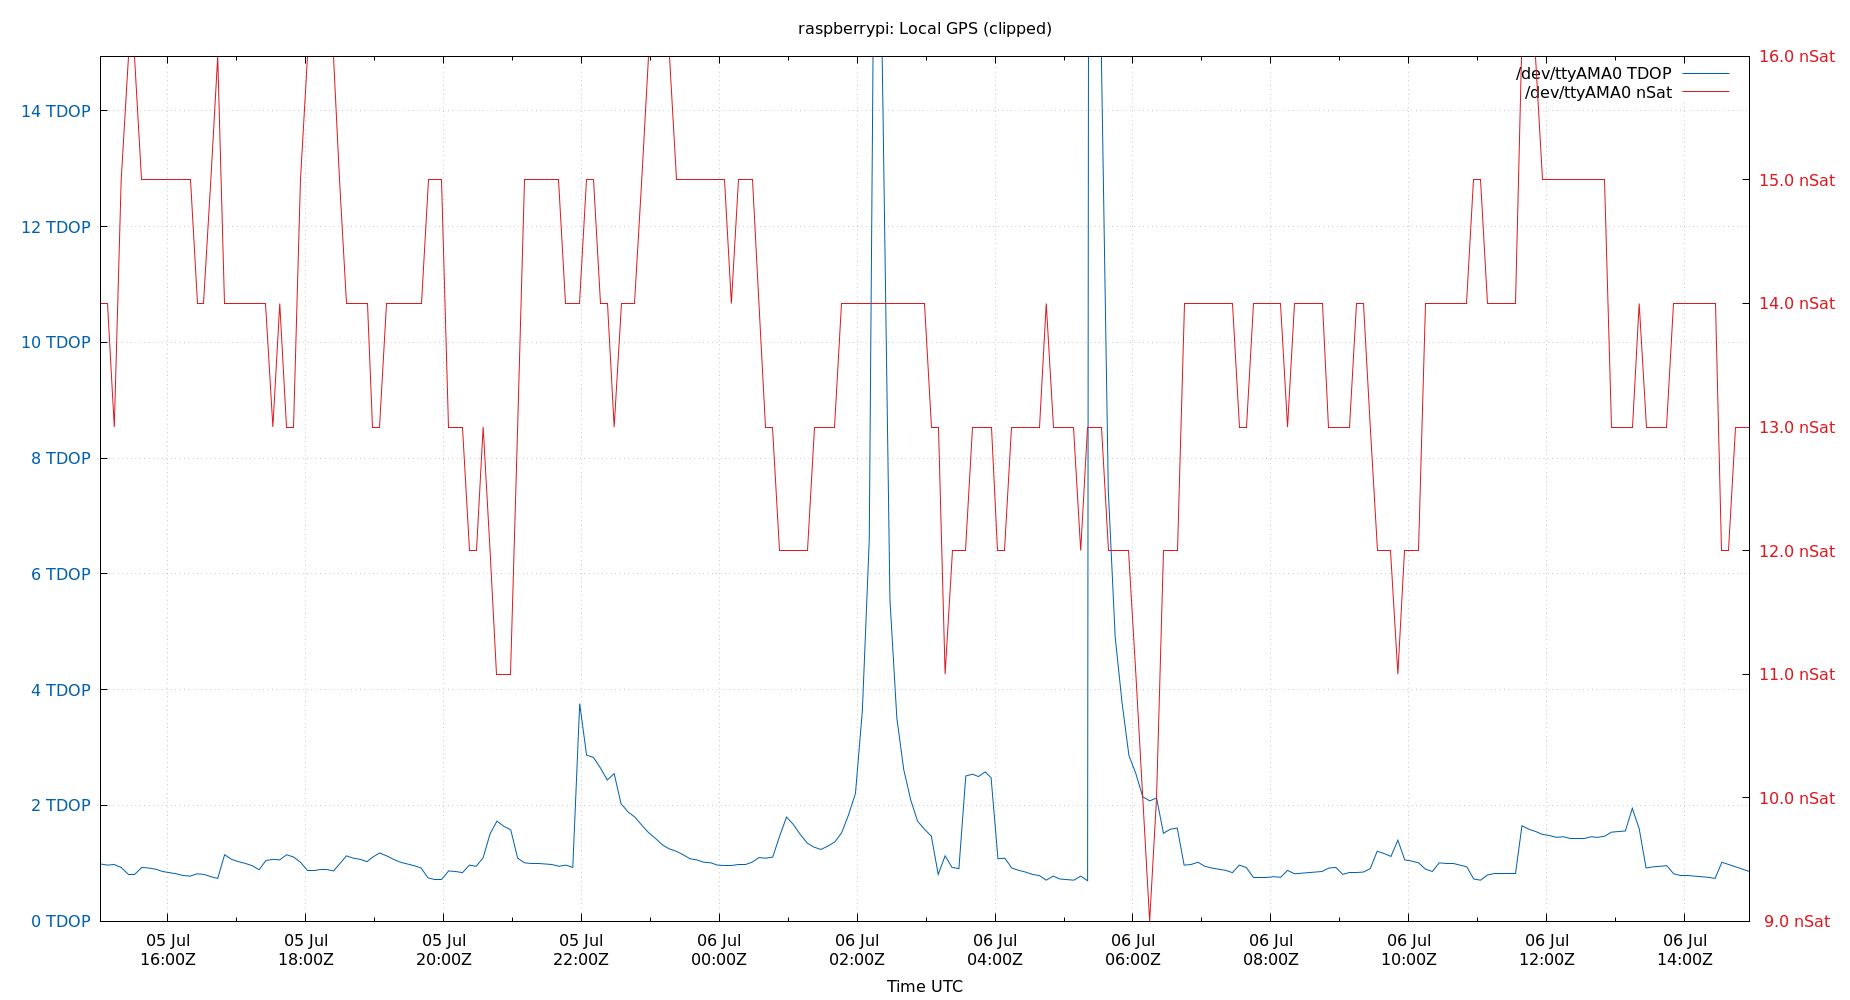 raspberrypi: Local GPS (clipped)
16.0 nSat
/dev/ttyAMA0 TDOP
/dev/ttyAMA0 nSat
14 TDOP
15.0 nSat
12 TDOP
14.0 nSat
10 TDOP
13.0 nSat
8 TDOP
12.0 nSat
6 TDOP
11.0 nSat
4 TDOP
10.0 nSat
2 TDOP
0 TDOP
9.0 nSat
05 Jul 05 Jul 05 Jul 05 Jul 06 Jul 06 Jul 06 Jul 06 Jul 06 Jul 06 Jul 06 Jul 06 Jul
16:00Z 18:00Z 20:00Z 22:00Z 00:00Z 02:00Z 04:00Z 06:00Z 08:00Z 10:00Z 12:00Z 14:00Z
Time UTC